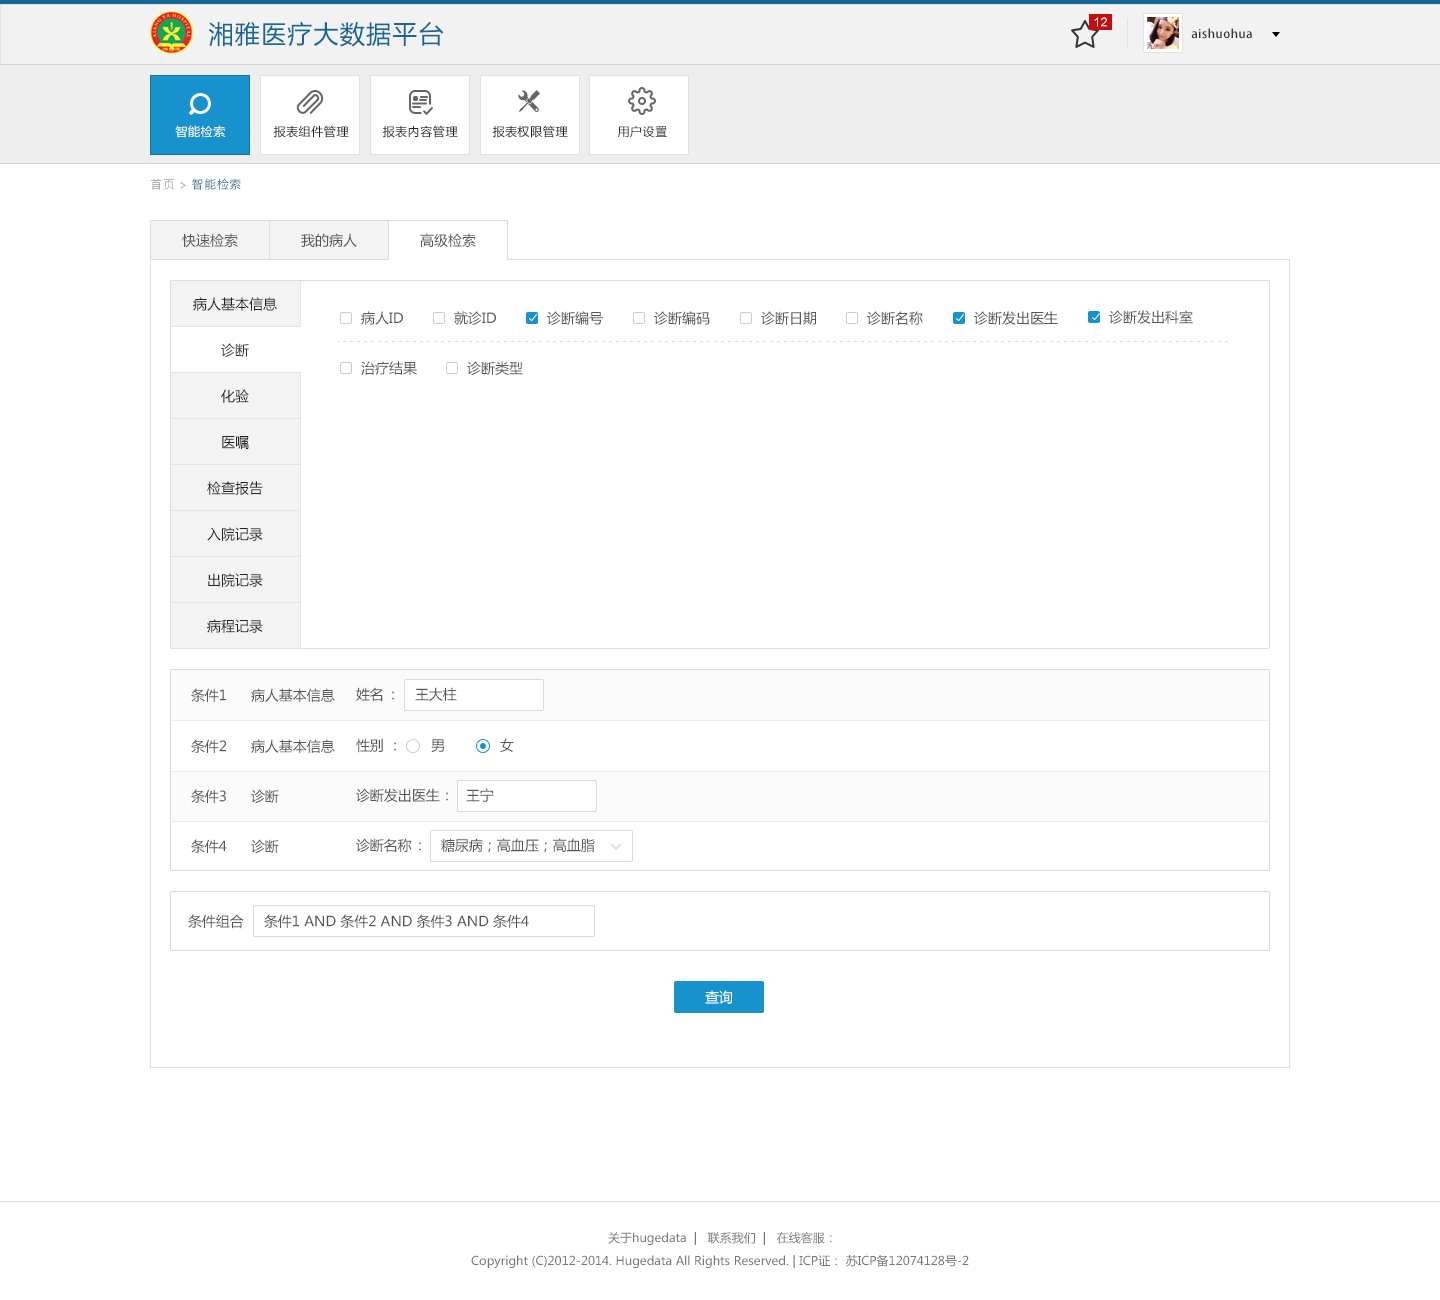 湘雅医疗大数据平台
12
aishuohua
智能检索 报表组件管理 报表内容管理 报表权限管理 用户设置
首页 > 智能检索
快速检索 我的病人 高级检索
病人基本信息
诊断
化验
医嘱
检查报告
入院记录
出院记录
病程记录
病人ID 就诊ID 诊断编号 诊断编码 诊断日期 诊断名称 诊断发出医生 诊断发出科室
治疗结果 诊断类型
条件1 病人基本信息 姓名 : 王大柱
条件2 病人基本信息 性别 : 男 女
条件3 诊断 诊断发出医生 : 王宁
条件4 诊断 诊断名称 : 糖尿病；高血压；高血脂
条件组合 条件1 AND 条件2 AND 条件3 AND 条件4
查询
关于hugedata | 联系我们 | 在线客服：
Copyright (C)2012-2014. Hugedata All Rights Reserved. | ICP证： 苏ICP备12074128号-2